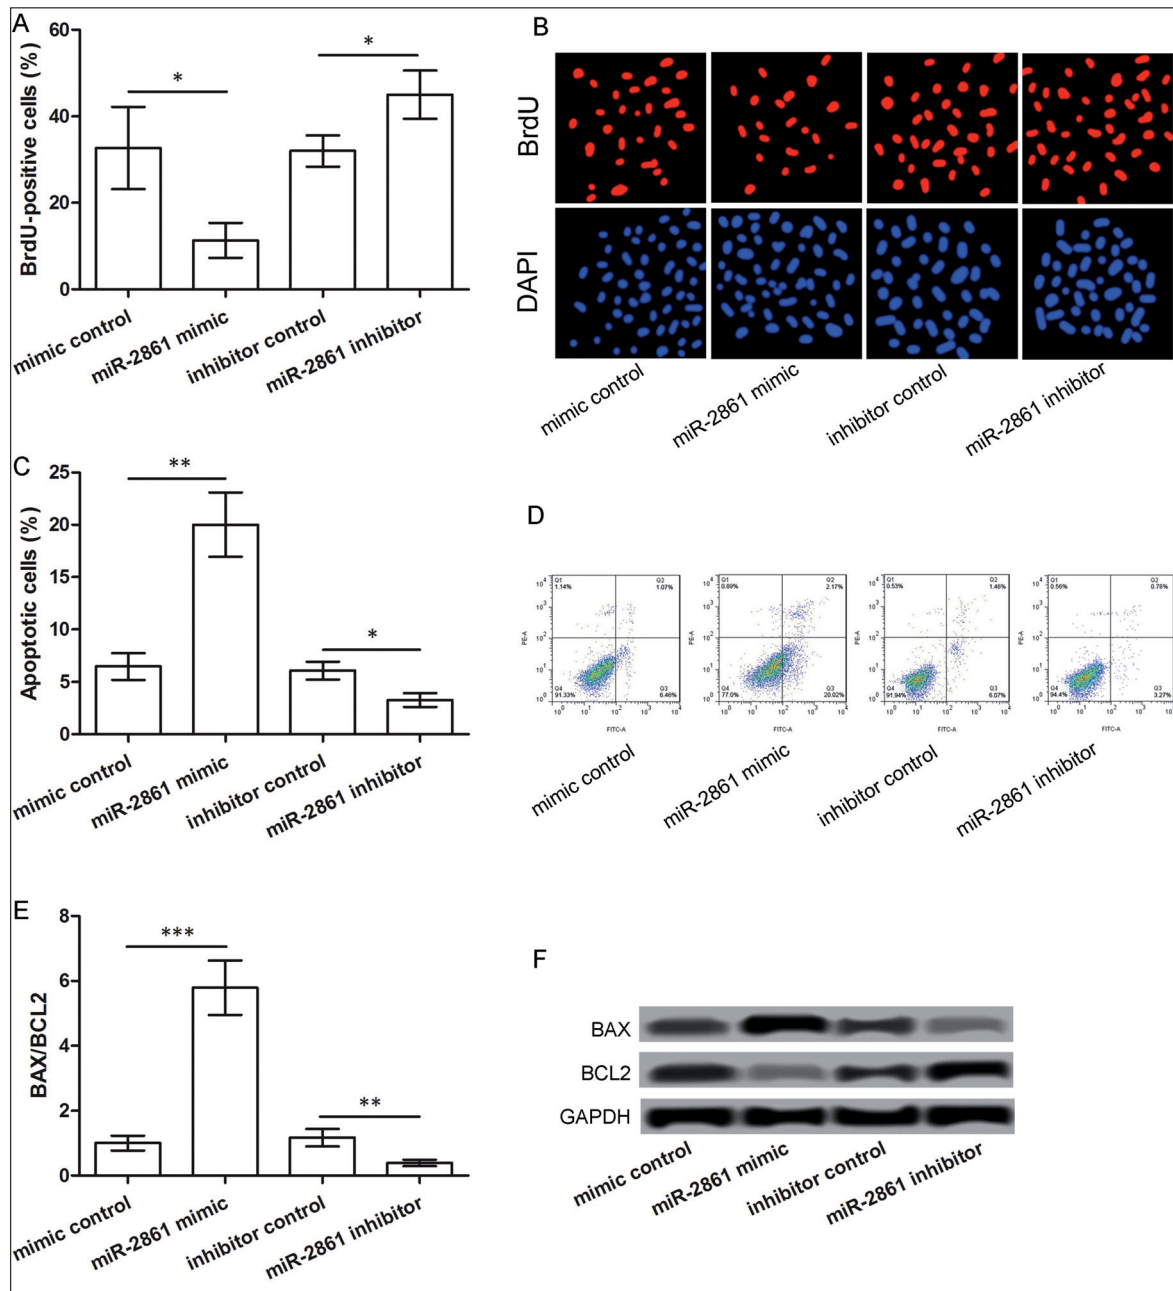 A
BrdU-positive cells (%)
60
40
20
0
*
*
mimic control
miR-2861 mimic
inhibitor control
miR-2861 inhibitor
B
BrdU
DAPI
mimic control
miR-2861 mimic
inhibitor control
miR-2861 inhibitor
C
Apoptotic cells (%)
25
20
15
10
5
0
**
*
mimic control
miR-2861 mimic
inhibitor control
miR-2861 inhibitor
D
Q1 1.14%
Q2 1.07%
Q4 91.33%
Q3 6.46%
PE-A
FITC-A
Q1 0.89%
Q2 2.17%
Q4 77.0%
Q3 20.02%
PE-A
FITC-A
Q1 0.53%
Q2 1.46%
Q4 91.94%
Q3 6.07%
PE-A
FITC-A
Q1 0.56%
Q2 0.78%
Q4 94.4%
Q3 3.27%
PE-A
FITC-A
mimic control
miR-2861 mimic
inhibitor control
miR-2861 inhibitor
E
BAX/BCL2
8
6
4
2
0
***
**
mimic control
miR-2861 mimic
inhibitor control
miR-2861 inhibitor
F
BAX
BCL2
GAPDH
mimic control
miR-2861 mimic
inhibitor control
miR-2861 inhibitor